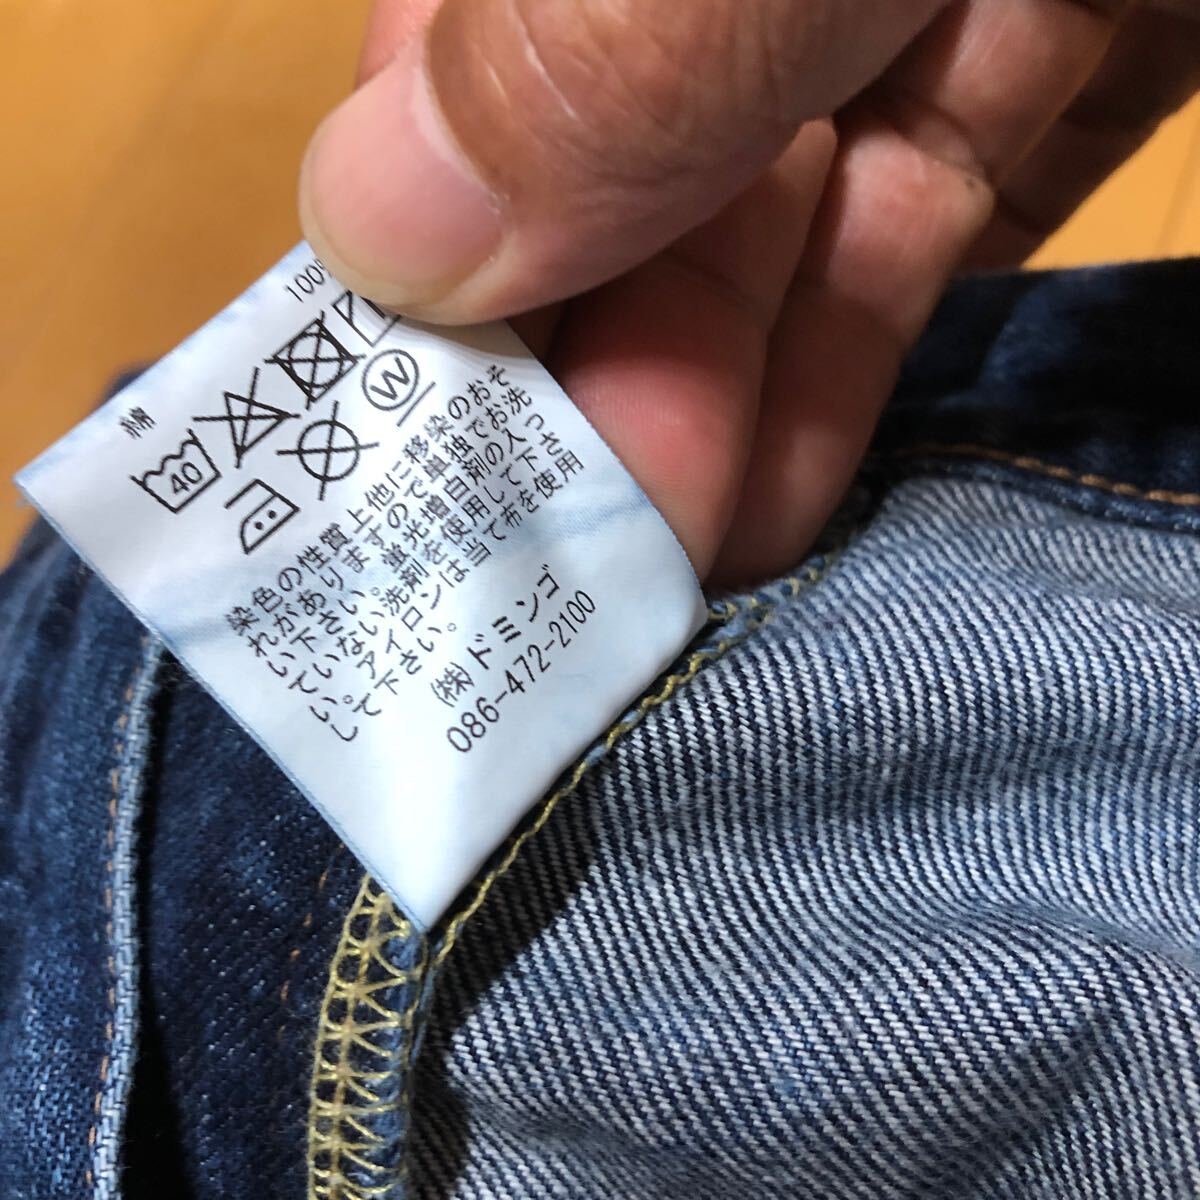 綿
100%
40
W
染色の性質上他に移染のおそ
れがありますので単独でお洗
い下さい。蛍光増白剤の入っ
ていない洗剤を使用して下さ
い。アイロンは当て布を使用
して下さい。
㈱ドミンゴ
086-472-2100